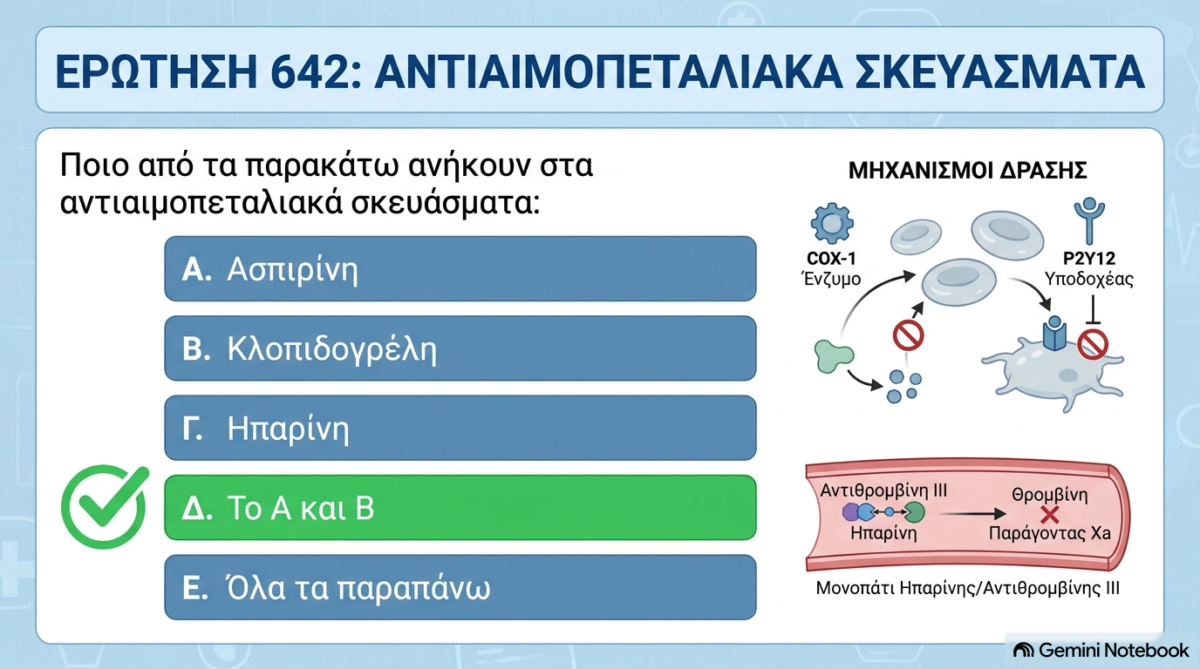 ΕΡΩΤΗΣΗ 642: ΑΝΤΙΑΙΜΟΠΕΤΑΛΙΑΚΑ ΣΚΕΥΑΣΜΑΤΑ
Ποιο από τα παρακάτω ανήκουν στα
αντιαιμοπεταλιακά σκευάσματα:
Α. Ασπιρίνη
Β. Κλοπιδογρέλη
Γ. Ηπαρίνη
Δ. Το Α και Β
Ε. Όλα τα παραπάνω
ΜΗΧΑΝΙΣΜΟΙ ΔΡΑΣΗΣ
COX-1
Ένζυμο
P2Y12
Υποδοχέας
Αντιθρομβίνη III
Ηπαρίνη
Θρομβίνη
Παράγοντας Xa
Μονοπάτι Ηπαρίνης/Αντιθρομβίνης III
Gemini Notebook